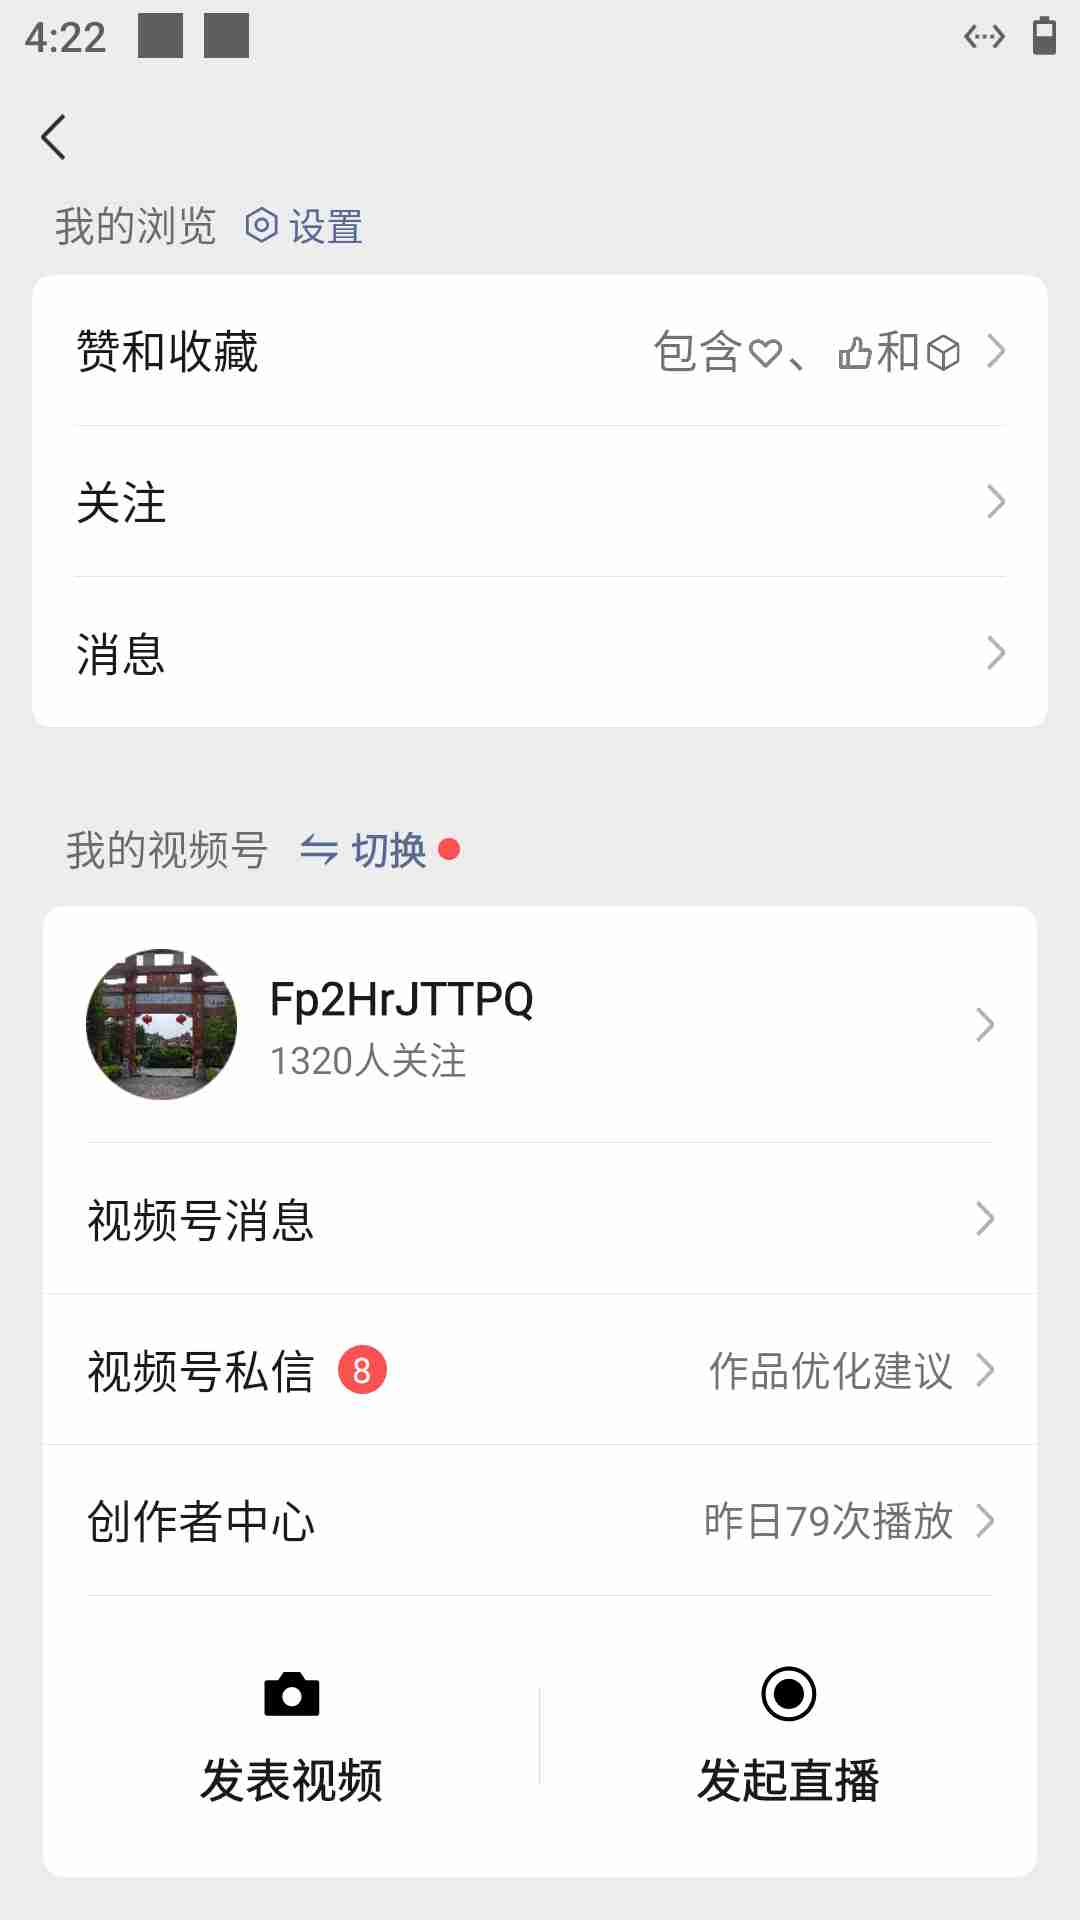 4:22
我的浏览 设置
赞和收藏 包含♡、👍和
关注
消息
我的视频号 切换
Fp2HrJTTPQ
1320人关注
视频号消息
视频号私信 8 作品优化建议
创作者中心 昨日79次播放
发表视频 发起直播